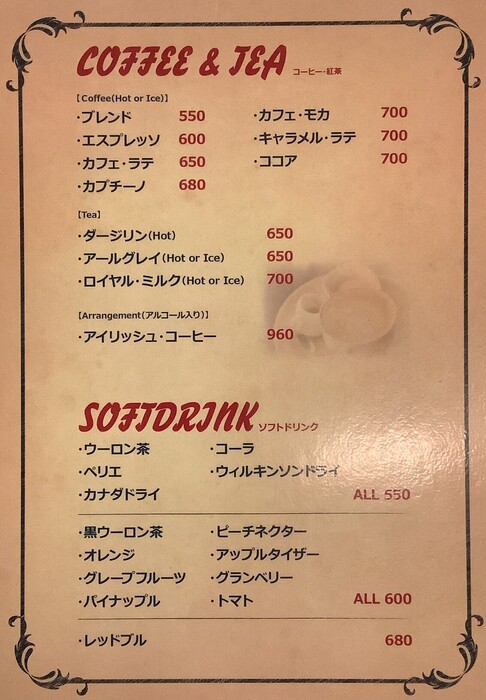 COFFEE & TEA コーヒー・紅茶
【Coffee(Hot or Ice)】
・ブレンド 550
・エスプレッソ 600
・カフェ・ラテ 650
・カプチーノ 680
・カフェ・モカ 700
・キャラメル・ラテ 700
・ココア 700
【Tea】
・ダージリン(Hot) 650
・アールグレイ(Hot or Ice) 650
・ロイヤル・ミルク(Hot or Ice) 700
【Arrangement(アルコール入り)】
・アイリッシュ・コーヒー 960
SOFTDRINK ソフトドリンク
・ウーロン茶 ・コーラ
・ペリエ ・ウィルキンソンドライ
・カナダドライ ALL 550
・黒ウーロン茶 ・ピーチネクター
・オレンジ ・アップルタイザー
・グレープフルーツ ・グランベリー
・パイナップル ・トマト ALL 600
・レッドブル 680